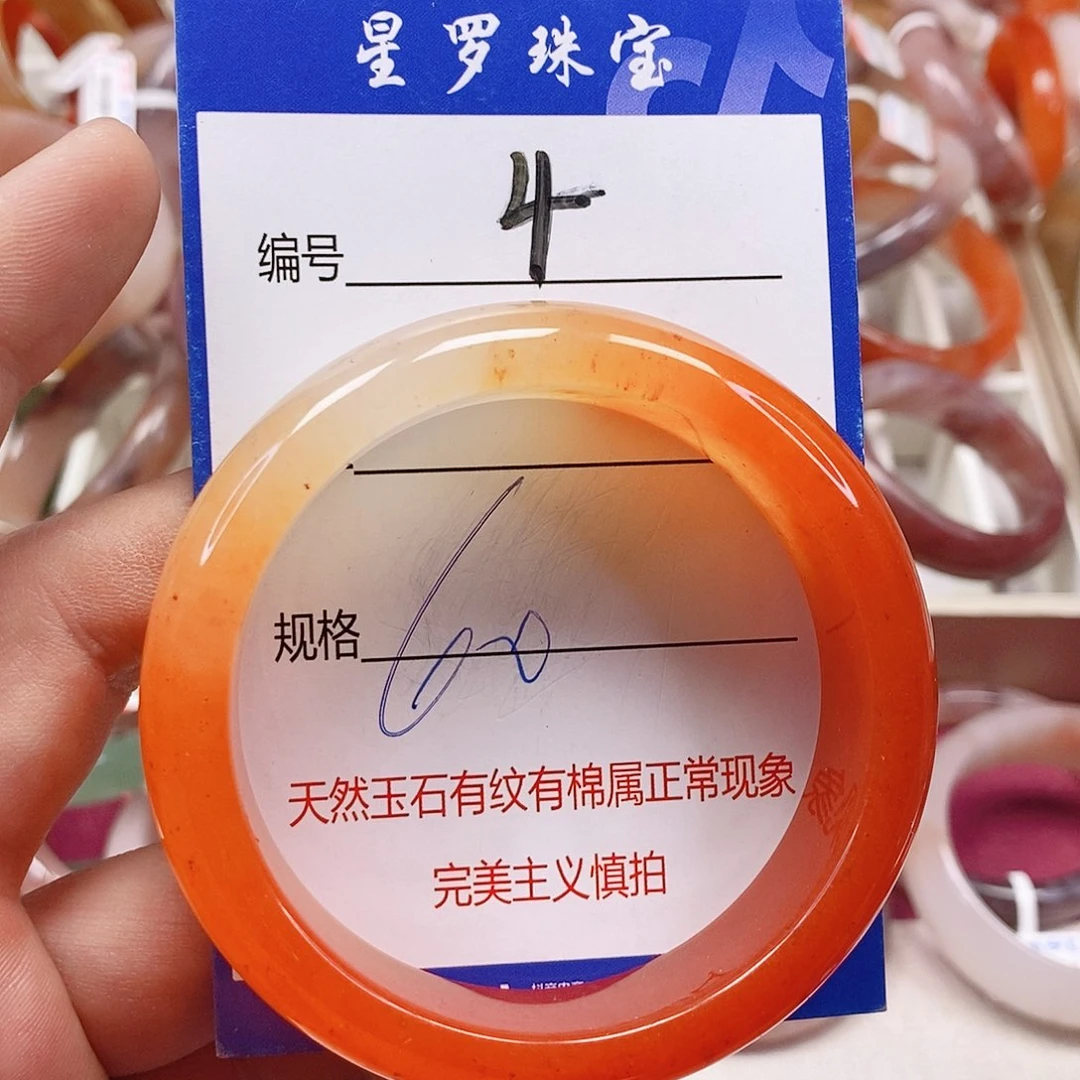 星罗珠宝
编号 4
规格 60
天然玉石有纹有棉属正常现象
完美主义慎拍